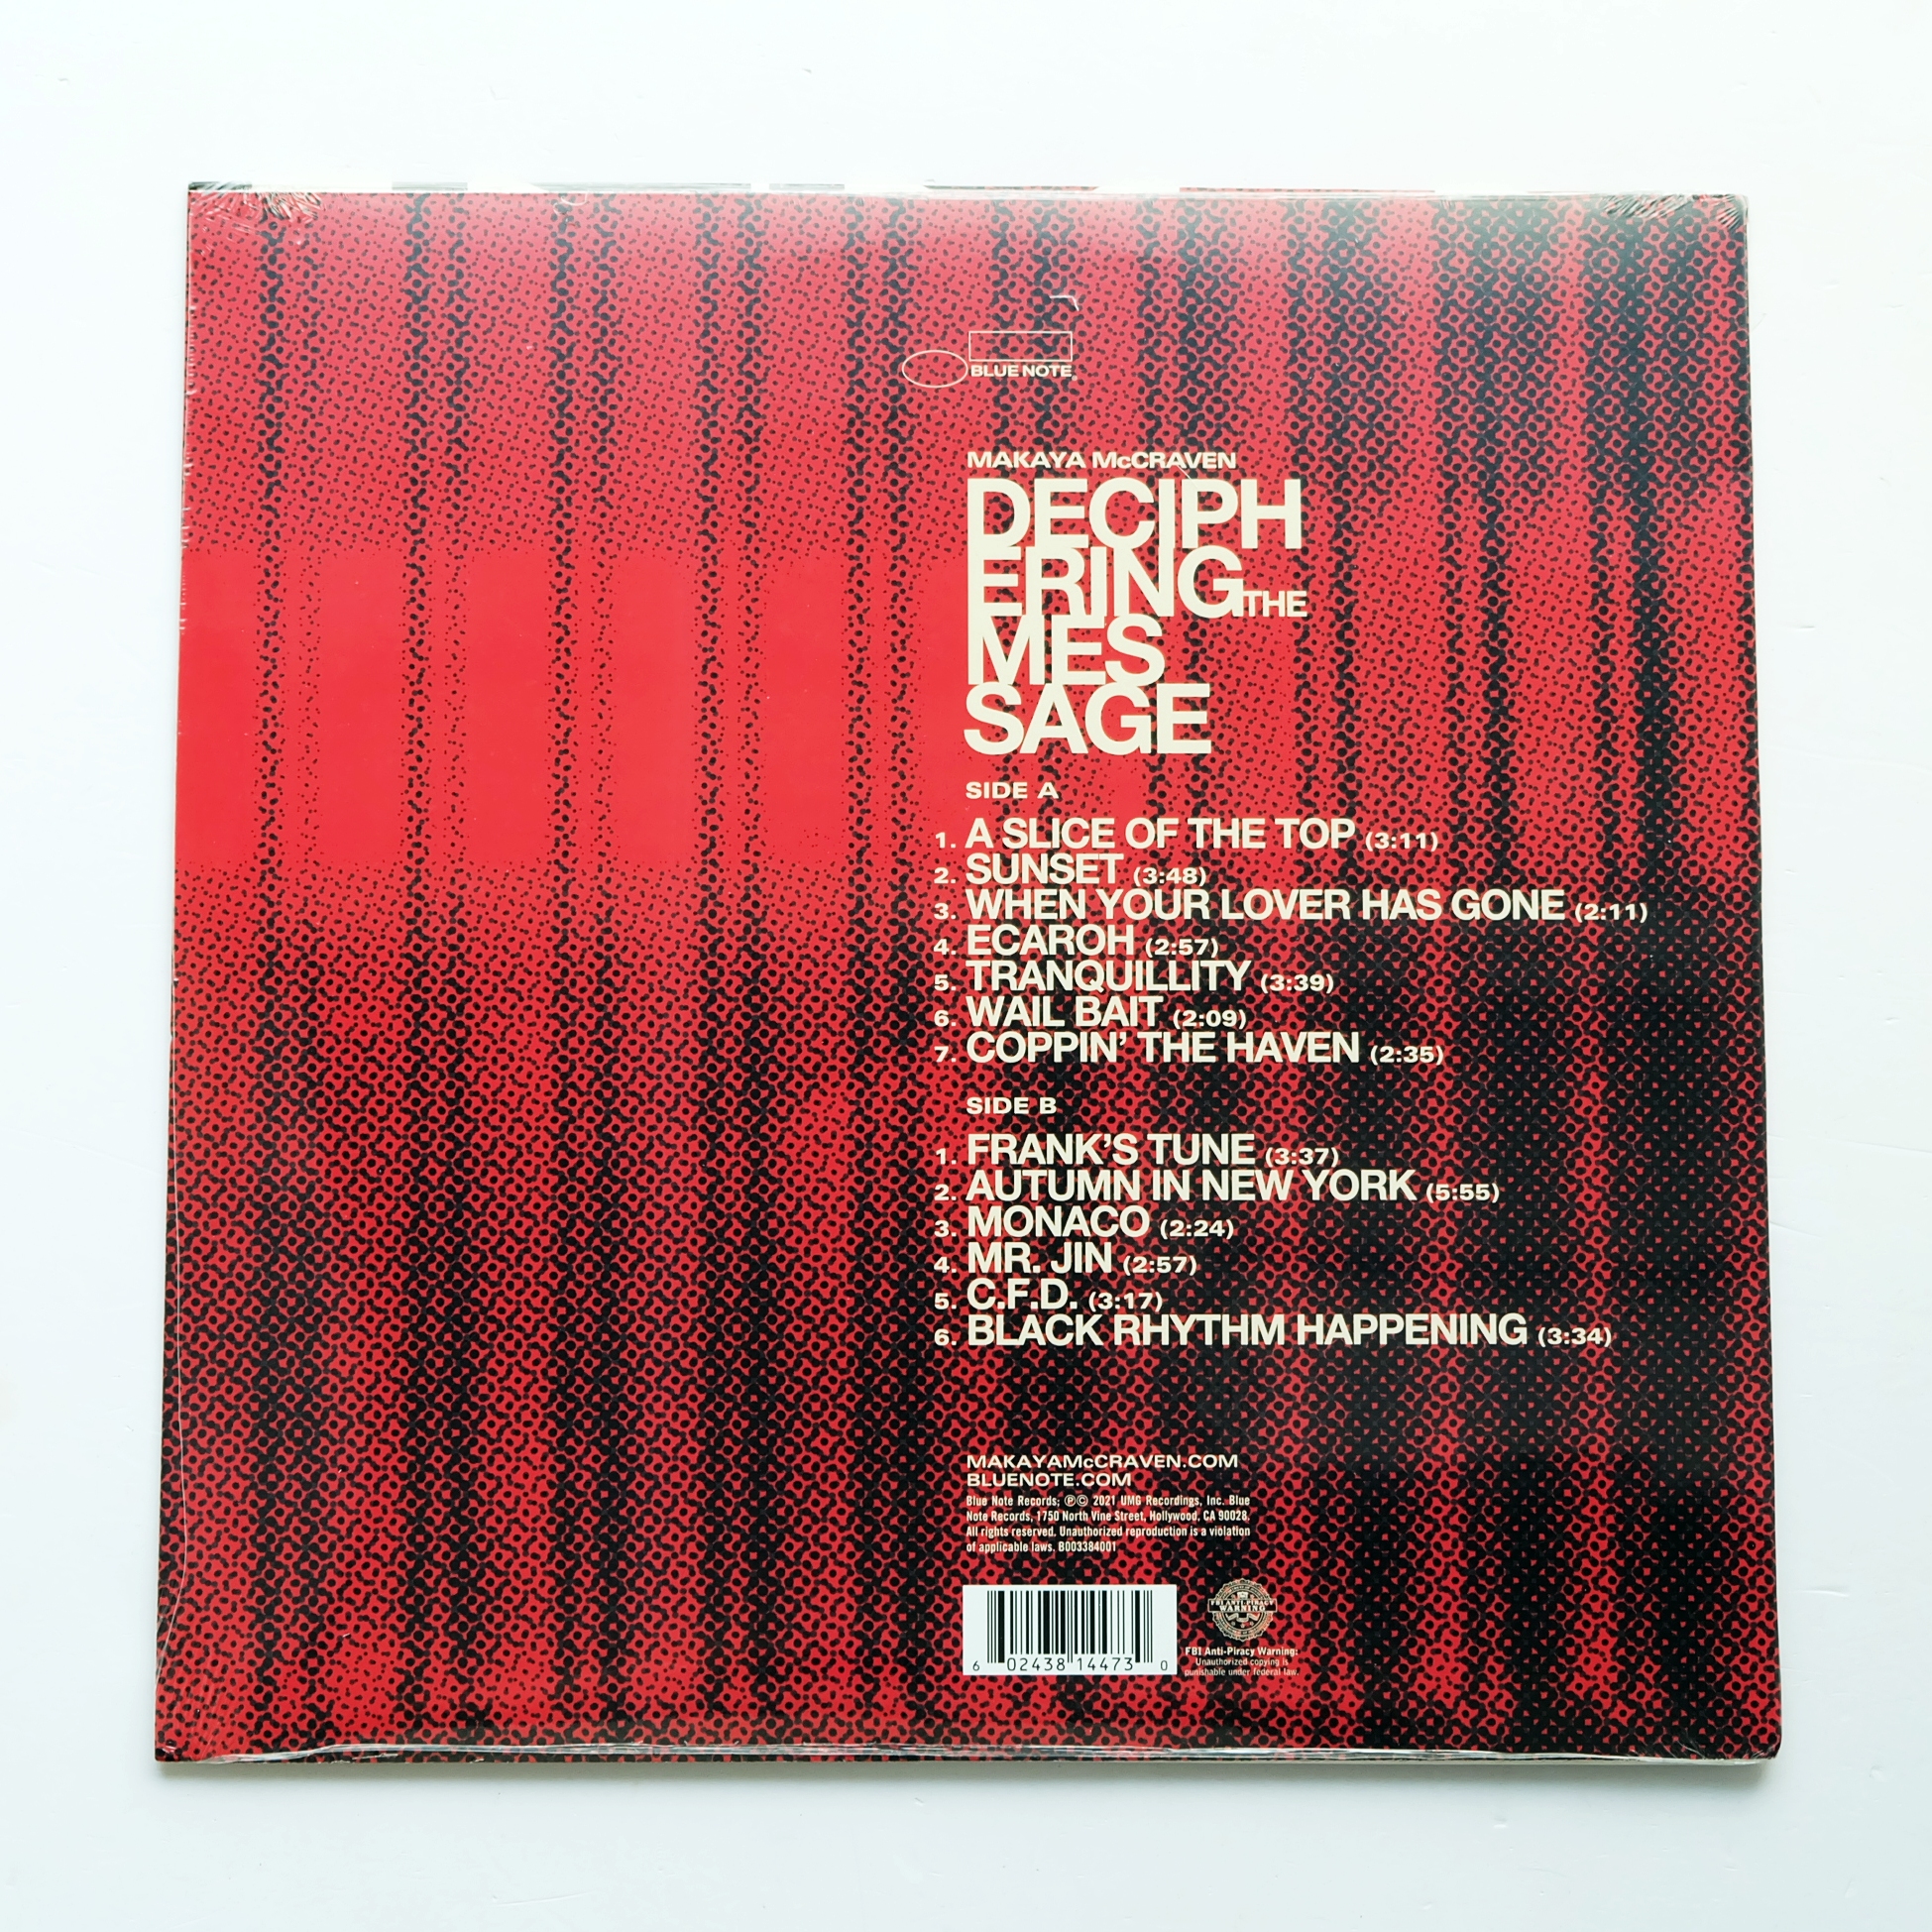 BLUE NOTE®
MAKAYA McCRAVEN
DECIPH
ERING THE
MES
SAGE
SIDE A
1. A SLICE OF THE TOP (3:11)
2. SUNSET (3:48)
3. WHEN YOUR LOVER HAS GONE (2:11)
4. ECAROH (2:57)
5. TRANQUILLITY (3:39)
6. WAIL BAIT (2:09)
7. COPPIN' THE HAVEN (2:35)
SIDE B
1. FRANK'S TUNE (3:37)
2. AUTUMN IN NEW YORK (5:55)
3. MONACO (2:24)
4. MR. JIN (2:57)
5. C.F.D. (3:17)
6. BLACK RHYTHM HAPPENING (3:34)
MAKAYAMcCRAVEN.COM
BLUENOTE.COM
Blue Note Records; ℗© 2021 UMG Recordings, Inc. Blue
Note Records, 1750 North Vine Street, Hollywood, CA 90028.
All rights reserved. Unauthorized reproduction is a violation
of applicable laws. B003384001
6 02438 14473 0
FBI ANTI-PIRACY
WARNING
FBI Anti-Piracy Warning:
Unauthorized copying is
punishable under federal law.